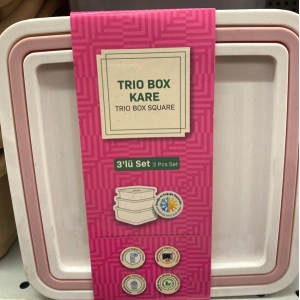 TRIO BOX
KARE
TRIO BOX SQUARE
3'lü Set 3 Pcs Set